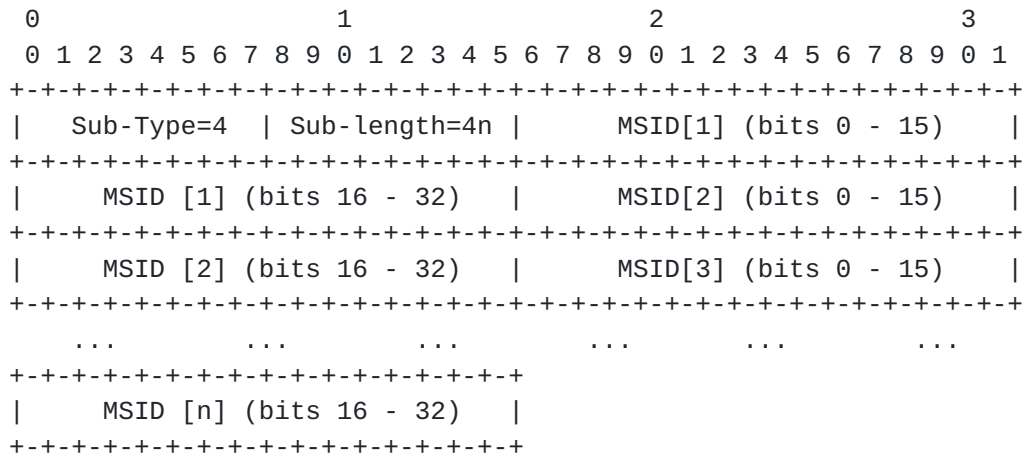 0                   1                   2                   3
 0 1 2 3 4 5 6 7 8 9 0 1 2 3 4 5 6 7 8 9 0 1 2 3 4 5 6 7 8 9 0 1
+-+-+-+-+-+-+-+-+-+-+-+-+-+-+-+-+-+-+-+-+-+-+-+-+-+-+-+-+-+-+-+-+
|   Sub-Type=4  | Sub-length=4n |      MSID[1] (bits 0 - 15)    |
+-+-+-+-+-+-+-+-+-+-+-+-+-+-+-+-+-+-+-+-+-+-+-+-+-+-+-+-+-+-+-+-+
|     MSID [1] (bits 16 - 32)   |      MSID[2] (bits 0 - 15)    |
+-+-+-+-+-+-+-+-+-+-+-+-+-+-+-+-+-+-+-+-+-+-+-+-+-+-+-+-+-+-+-+-+
|     MSID [2] (bits 16 - 32)   |      MSID[3] (bits 0 - 15)    |
+-+-+-+-+-+-+-+-+-+-+-+-+-+-+-+-+-+-+-+-+-+-+-+-+-+-+-+-+-+-+-+-+
    ...        ...        ...        ...       ...        ...
+-+-+-+-+-+-+-+-+-+-+-+-+-+-+-+-+
|     MSID [n] (bits 16 - 32)   |
+-+-+-+-+-+-+-+-+-+-+-+-+-+-+-+-+